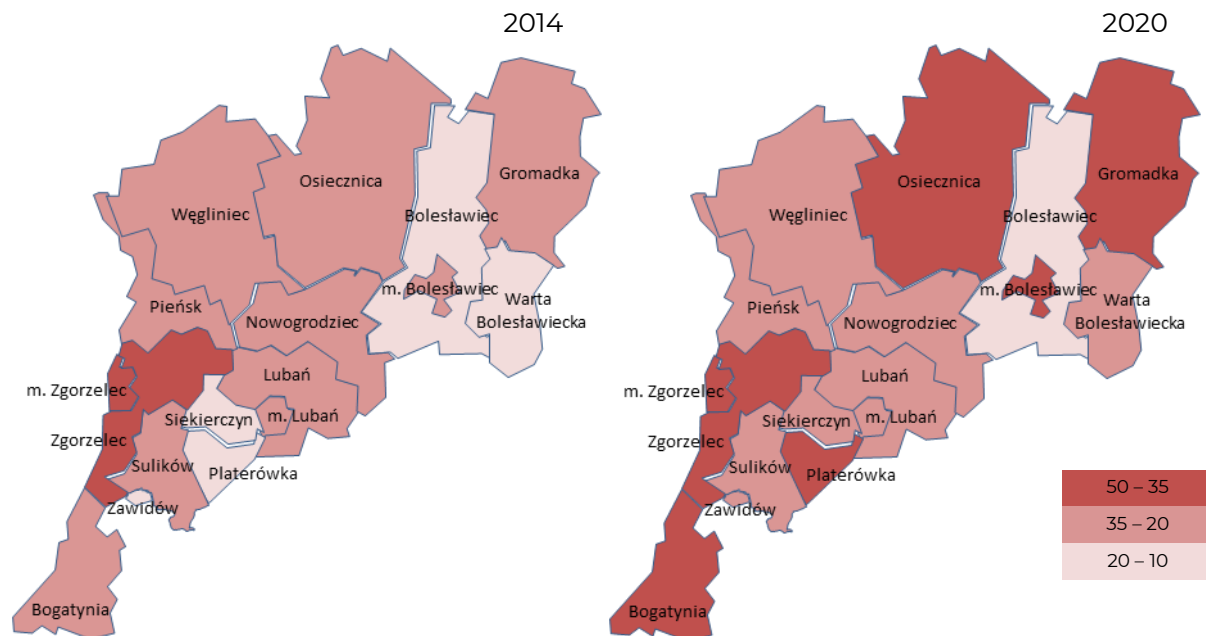 2014
Osiecznica
Gromadka
Węgliniec
Bolesławiec
m. Bolesławiec
Pieńsk
Nowogrodziec
Warta
Bolesławiecka
Lubań
m. Zgorzelec
Siekierczyn
m. Lubań
Zgorzelec
Sulików
Platerówka
Zawidów
Bogatynia
2020
Osiecznica
Gromadka
Węgliniec
Bolesławiec
m. Bolesławiec
Pieńsk
Nowogrodziec
Warta
Bolesławiecka
Lubań
m. Zgorzelec
Siekierczyn
m. Lubań
Zgorzelec
Sulików
Platerówka
Zawidów
Bogatynia
50 – 35
35 – 20
20 – 10